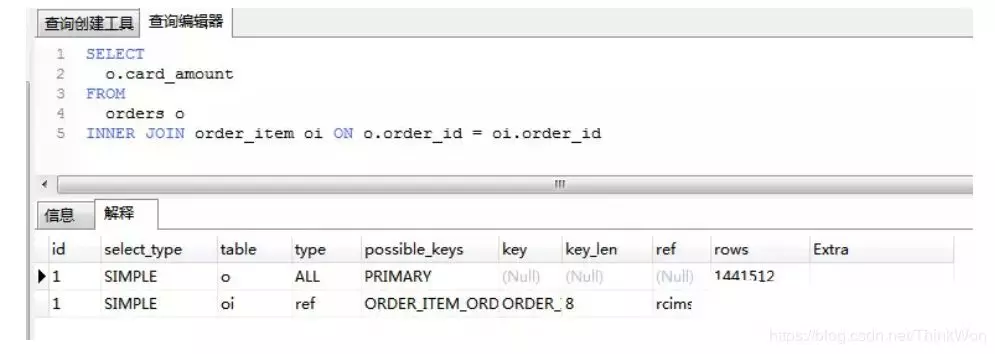 查询创建工具 查询编辑器
1 SELECT
2 o.card_amount
3 FROM
4 orders o
5 INNER JOIN order_item oi ON o.order_id = oi.order_id
信息 解释
id select_type table type possible_keys key key_len ref rows Extra
1 SIMPLE o ALL PRIMARY (Null) (Null) (Null) 1441512
1 SIMPLE oi ref ORDER_ITEM_ORD ORDER_ 8 rcims
https://blog.csdn.net/ThinkWon